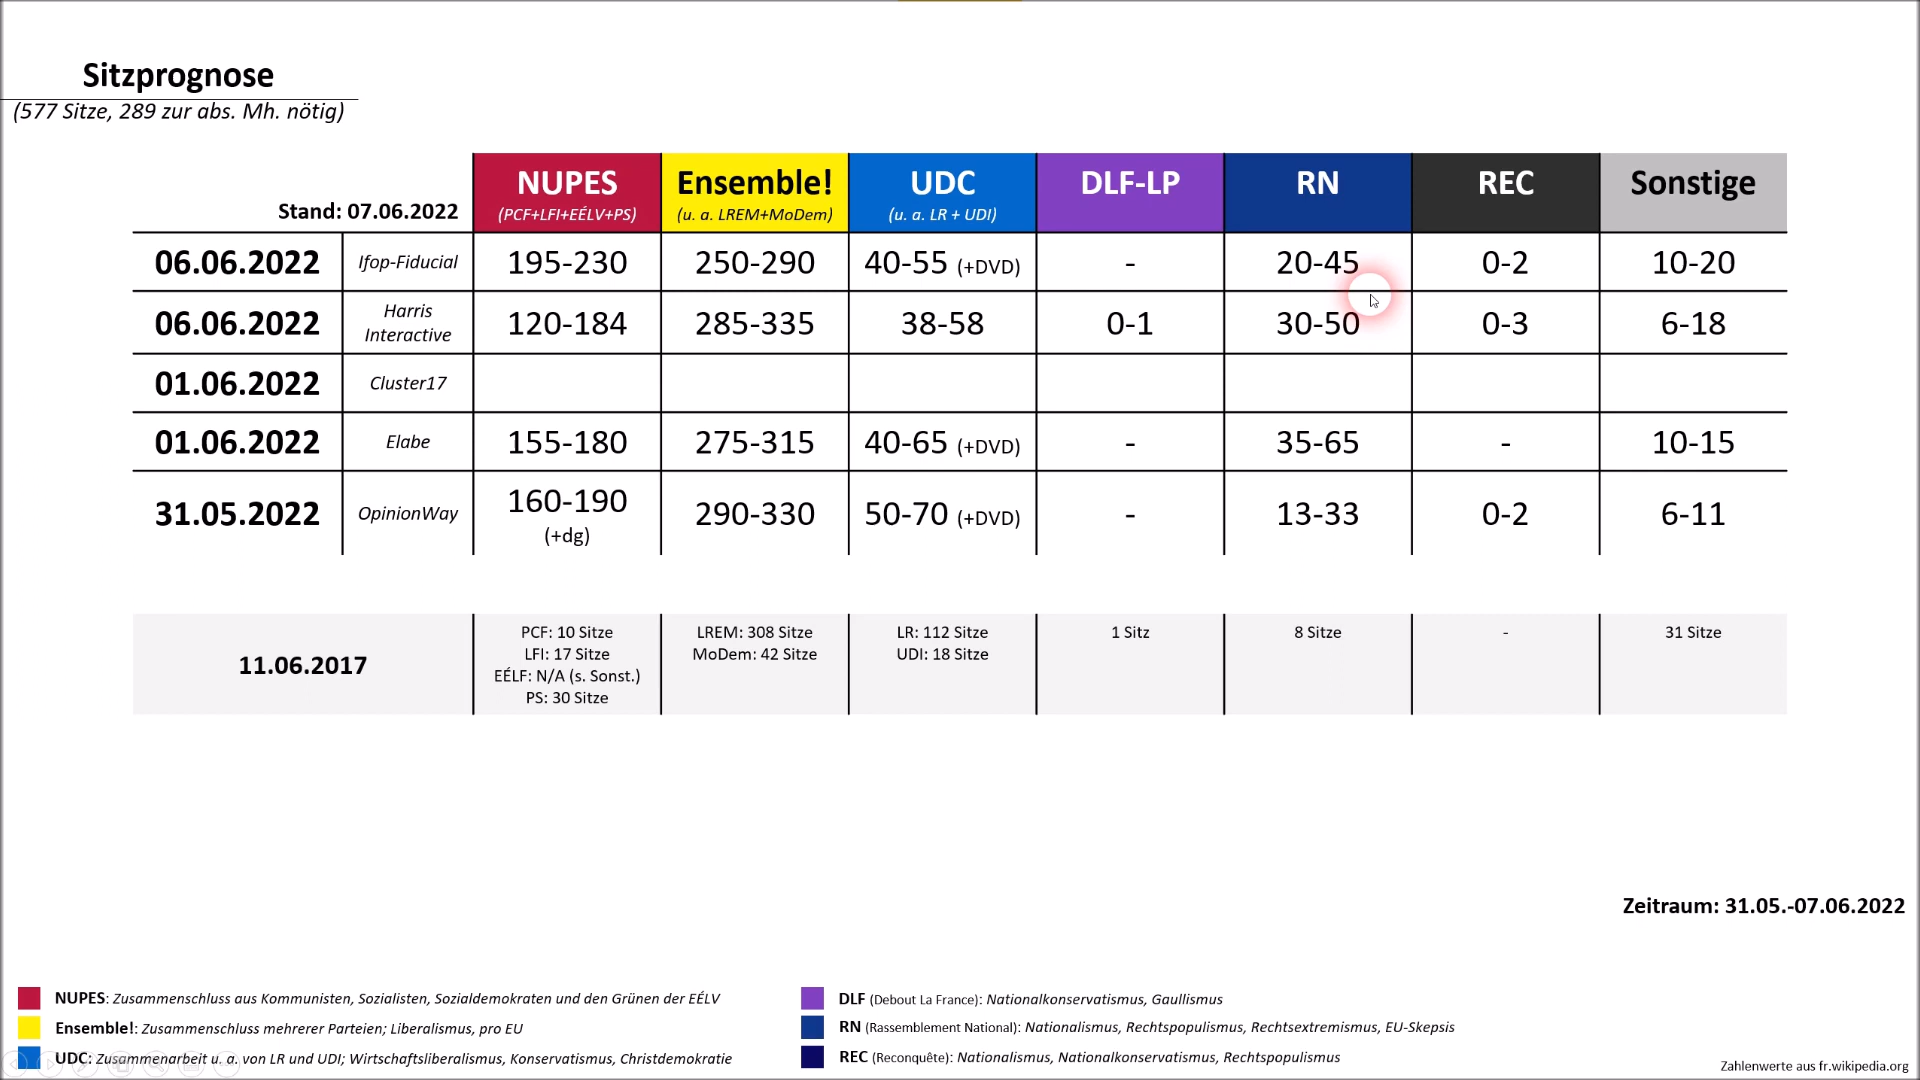 Sitzprognose
(577 Sitze, 289 zur abs. Mh. nötig)
Stand: 07.06.2022
NUPES
(PCF+LFI+EÉLV+PS)
Ensemble!
(u. a. LREM+MoDem)
UDC
(u. a. LR + UDI)
DLF-LP
RN
REC
Sonstige
06.06.2022 Ifop-Fiducial 195-230 250-290 40-55 (+DVD) - 20-45 0-2 10-20
06.06.2022 Harris Interactive 120-184 285-335 38-58 0-1 30-50 0-3 6-18
01.06.2022 Cluster17
01.06.2022 Elabe 155-180 275-315 40-65 (+DVD) - 35-65 - 10-15
31.05.2022 OpinionWay 160-190 (+dg) 290-330 50-70 (+DVD) - 13-33 0-2 6-11
11.06.2017
PCF: 10 Sitze
LFI: 17 Sitze
EÉLF: N/A (s. Sonst.)
PS: 30 Sitze
LREM: 308 Sitze
MoDem: 42 Sitze
LR: 112 Sitze
UDI: 18 Sitze
1 Sitz
8 Sitze
-
31 Sitze
Zeitraum: 31.05.-07.06.2022
NUPES: Zusammenschluss aus Kommunisten, Sozialisten, Sozialdemokraten und den Grünen der EÉLV
Ensemble!: Zusammenschluss mehrerer Parteien; Liberalismus, pro EU
UDC: Zusammenarbeit u. a. von LR und UDI; Wirtschaftsliberalismus, Konservatismus, Christdemokratie
DLF (Debout La France): Nationalkonservatismus, Gaullismus
RN (Rassemblement National): Nationalismus, Rechtspopulismus, Rechtsextremismus, EU-Skepsis
REC (Reconquête): Nationalismus, Nationalkonservatismus, Rechtspopulismus
Zahlenwerte aus fr.wikipedia.org